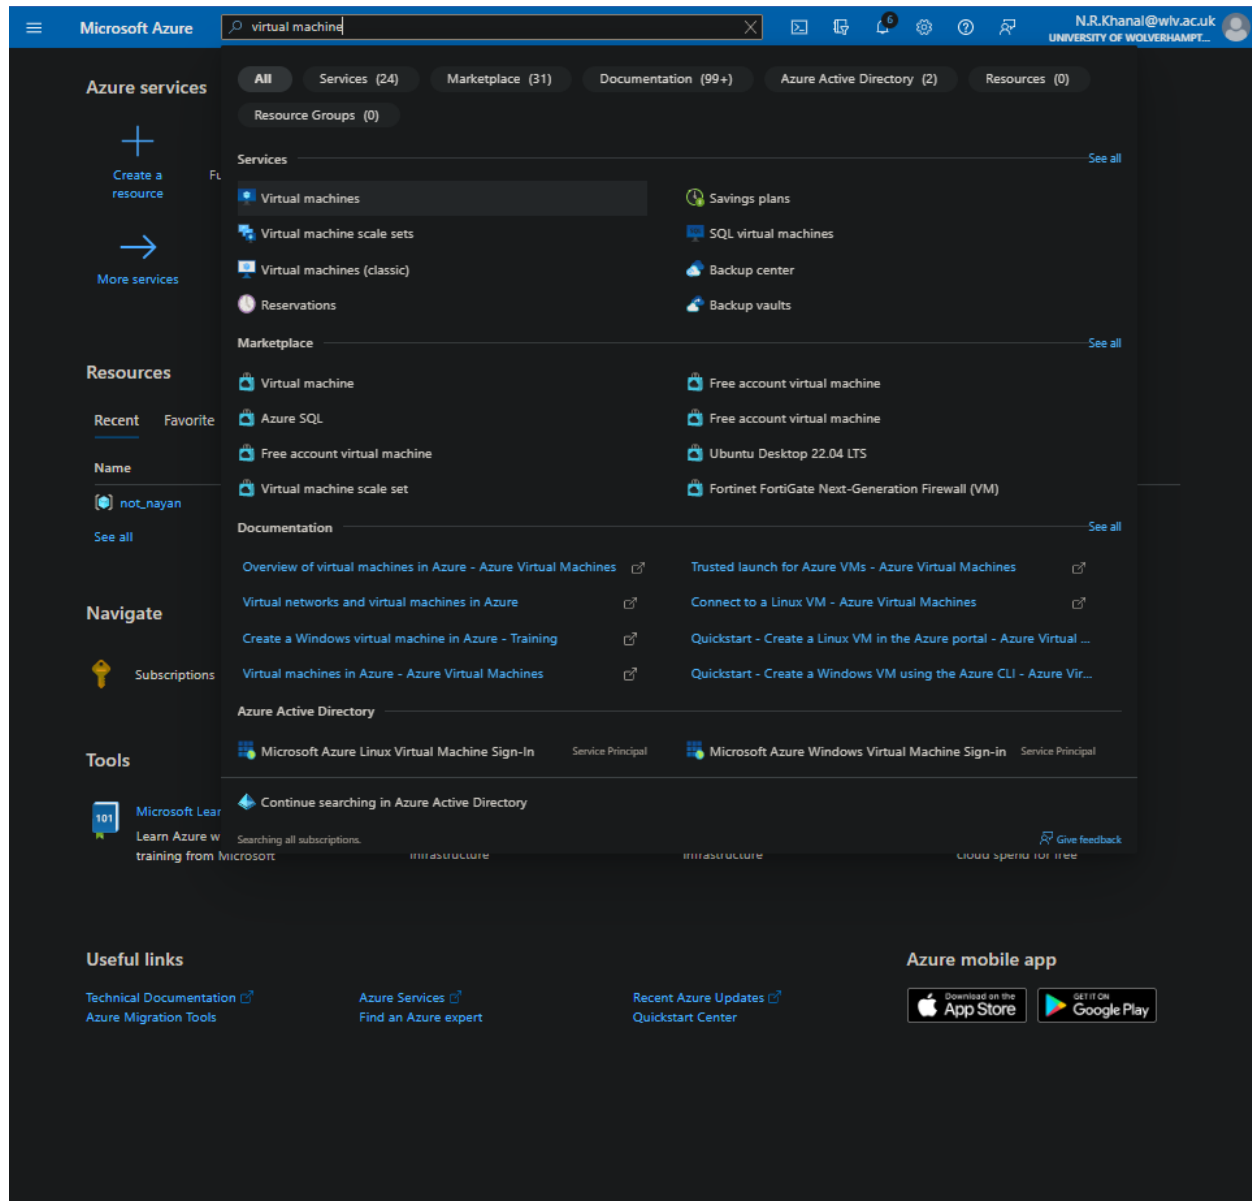 Microsoft Azure
virtual machine
6
N.R.Khanal@wlv.ac.uk
UNIVERSITY OF WOLVERHAMPT...
All
Services (24)
Marketplace (31)
Documentation (99+)
Azure Active Directory (2)
Resources (0)
Resource Groups (0)
Azure services
Create a
resource
Fu
More services
Services
See all
Virtual machines
Savings plans
Virtual machine scale sets
SQL virtual machines
Virtual machines (classic)
Backup center
Reservations
Backup vaults
Marketplace
See all
Virtual machine
Free account virtual machine
Azure SQL
Free account virtual machine
Free account virtual machine
Ubuntu Desktop 22.04 LTS
Virtual machine scale set
Fortinet FortiGate Next-Generation Firewall (VM)
Resources
Recent
Favorite
Name
not_nayan
See all
Documentation
See all
Overview of virtual machines in Azure - Azure Virtual Machines
Trusted launch for Azure VMs - Azure Virtual Machines
Virtual networks and virtual machines in Azure
Connect to a Linux VM - Azure Virtual Machines
Create a Windows virtual machine in Azure - Training
Quickstart - Create a Linux VM in the Azure portal - Azure Virtual ...
Virtual machines in Azure - Azure Virtual Machines
Quickstart - Create a Windows VM using the Azure CLI - Azure Vir...
Navigate
Subscriptions
Azure Active Directory
Microsoft Azure Linux Virtual Machine Sign-In
Service Principal
Microsoft Azure Windows Virtual Machine Sign-in
Service Principal
Continue searching in Azure Active Directory
Searching all subscriptions.
Give feedback
Tools
101
Microsoft Lear
Learn Azure w
training from Microsoft
infrastructure
infrastructure
cloud spend for free
Useful links
Technical Documentation
Azure Services
Recent Azure Updates
Azure Migration Tools
Find an Azure expert
Quickstart Center
Azure mobile app
Download on the
App Store
GET IT ON
Google Play